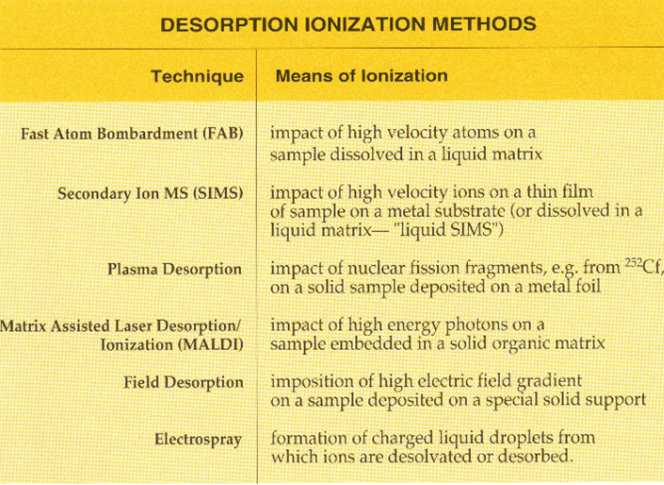 DESORPTION IONIZATION METHODS
Technique Means of Ionization
Fast Atom Bombardment (FAB) impact of high velocity atoms on a
sample dissolved in a liquid matrix
Secondary Ion MS (SIMS) impact of high velocity ions on a thin film
of sample on a metal substrate (or dissolved in a
liquid matrix— "liquid SIMS")
Plasma Desorption impact of nuclear fission fragments, e.g. from ²⁵²Cf,
on a solid sample deposited on a metal foil
Matrix Assisted Laser Desorption/ impact of high energy photons on a
Ionization (MALDI) sample embedded in a solid organic matrix
Field Desorption imposition of high electric field gradient
on a sample deposited on a special solid support
Electrospray formation of charged liquid droplets from
which ions are desolvated or desorbed.